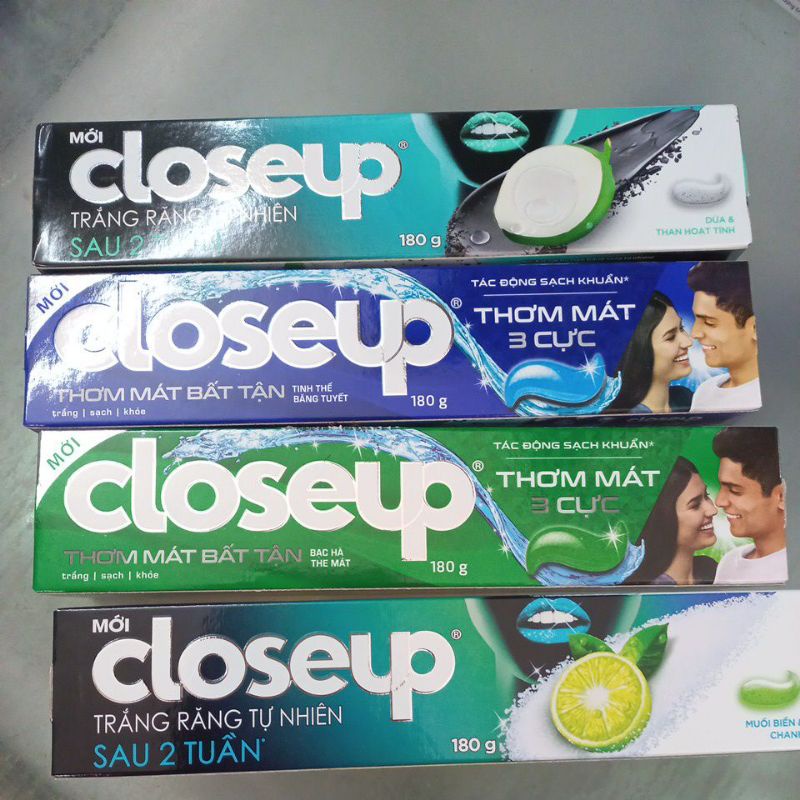 MỚI
closeup®
TRẮNG RĂNG TỰ NHIÊN
SAU 2 TUẦN
180 g
DỪA &
THAN HOẠT TÍNH
MỚI
closeup®
THƠM MÁT BẤT TẬN
TINH THỂ
BĂNG TUYẾT
trắng | sạch | khỏe
180 g
TÁC ĐỘNG SẠCH KHUẨN*
THƠM MÁT
3 CỰC
MỚI
closeup®
THƠM MÁT BẤT TẬN
BẠC HÀ
THE MÁT
trắng | sạch | khỏe
180 g
TÁC ĐỘNG SẠCH KHUẨN*
THƠM MÁT
3 CỰC
MỚI
closeup®
TRẮNG RĂNG TỰ NHIÊN
SAU 2 TUẦN*
180 g
MUỐI BIỂN &
CHANH